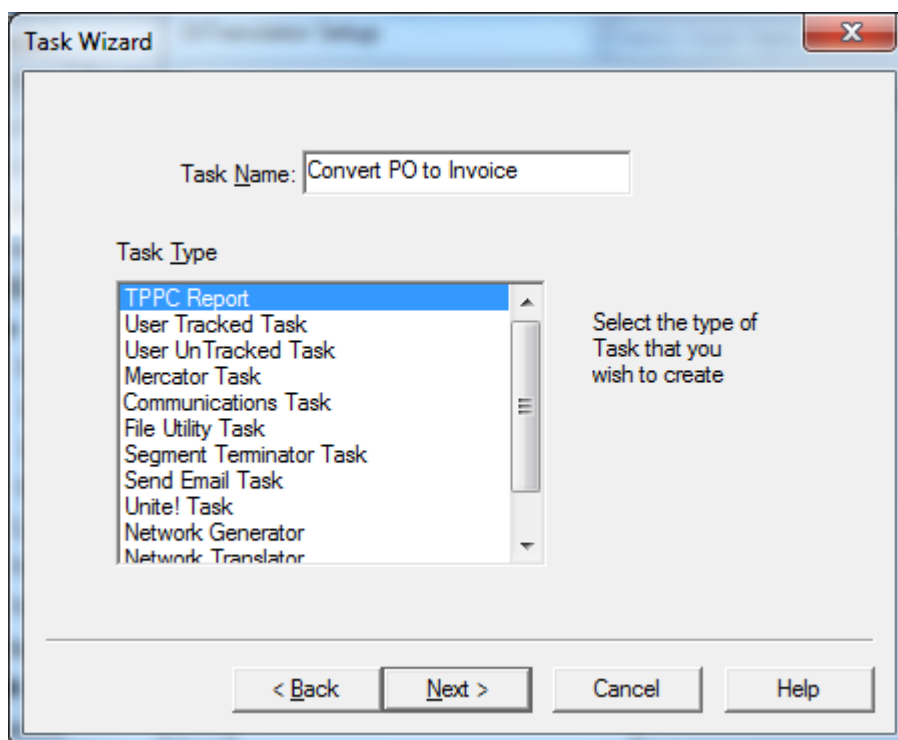 Task Wizard
Task Name: Convert PO to Invoice
Task Type
TPPC Report
User Tracked Task
User UnTracked Task
Mercator Task
Communications Task
File Utility Task
Segment Terminator Task
Send Email Task
Unite! Task
Network Generator
Network Translator
Select the type of
Task that you
wish to create
< Back
Next >
Cancel
Help